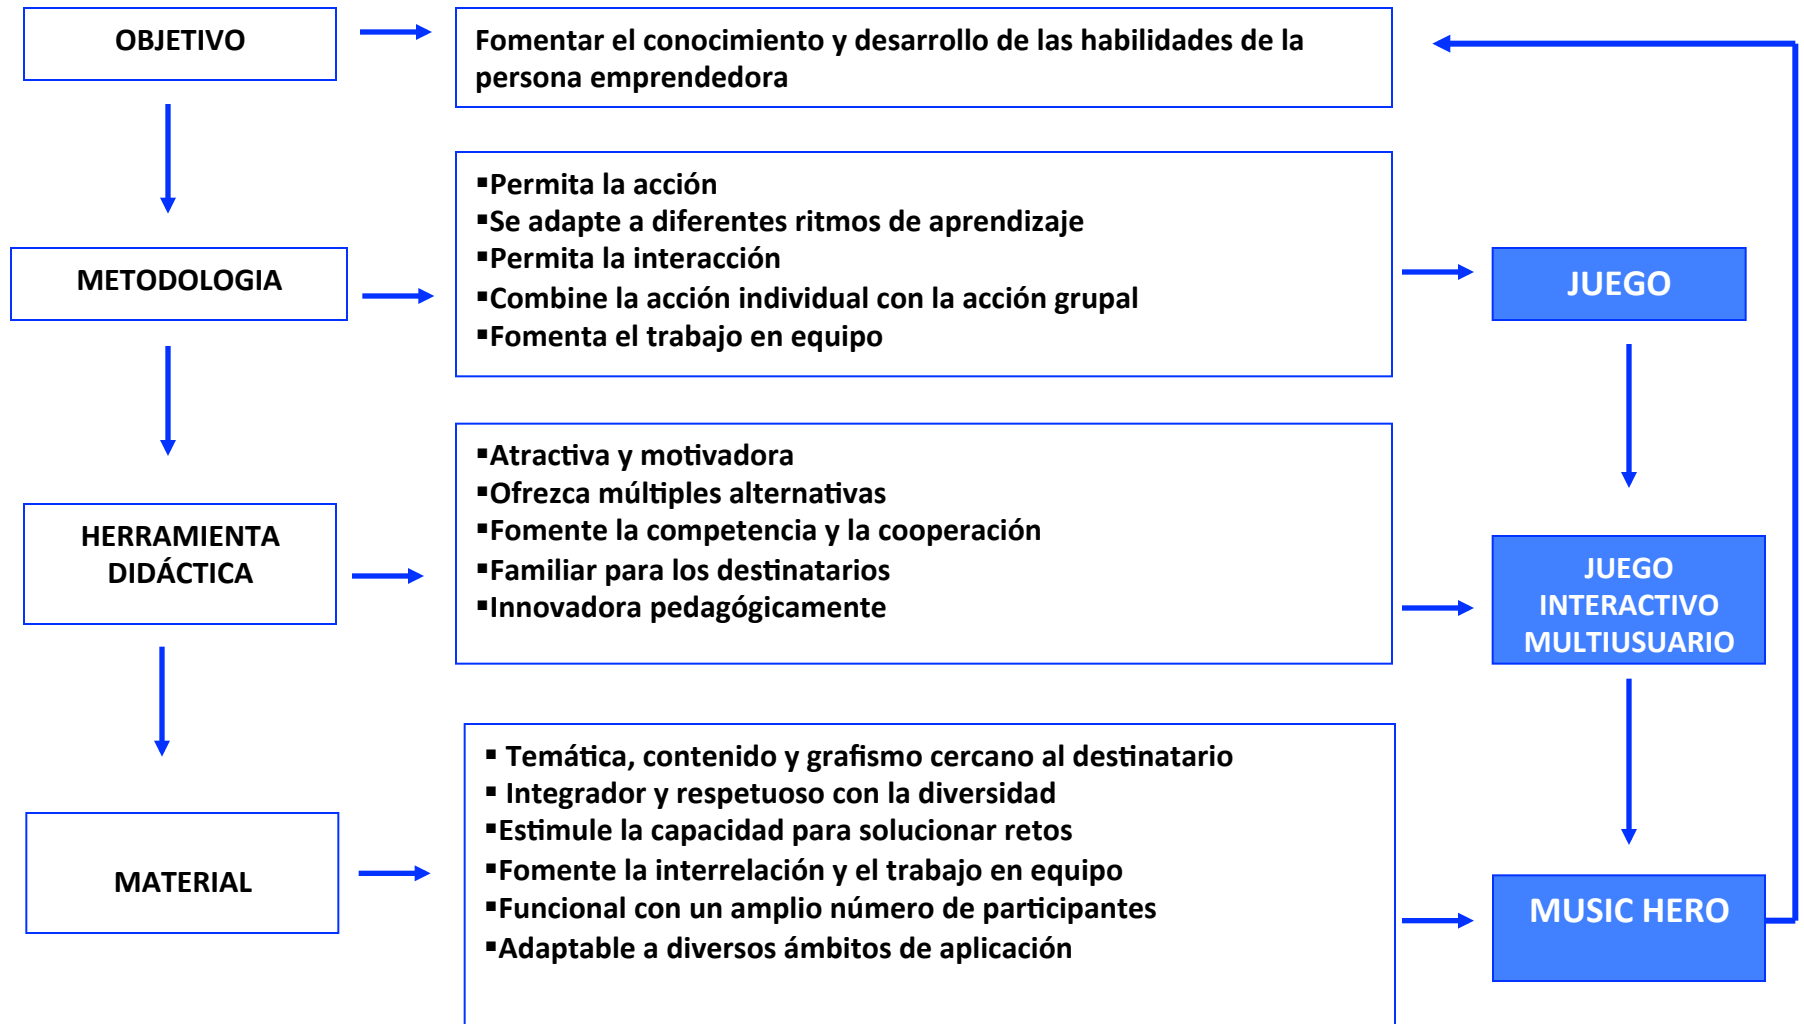 OBJETIVO
Fomentar el conocimiento y desarrollo de las habilidades de la
persona emprendedora
METODOLOGIA
▪Permita la acción
▪Se adapte a diferentes ritmos de aprendizaje
▪Permita la interacción
▪Combine la acción individual con la acción grupal
▪Fomenta el trabajo en equipo
JUEGO
HERRAMIENTA
DIDÁCTICA
▪Atractiva y motivadora
▪Ofrezca múltiples alternativas
▪Fomente la competencia y la cooperación
▪Familiar para los destinatarios
▪Innovadora pedagógicamente
JUEGO
INTERACTIVO
MULTIUSUARIO
MATERIAL
▪ Temática, contenido y grafismo cercano al destinatario
▪ Integrador y respetuoso con la diversidad
▪Estimule la capacidad para solucionar retos
▪Fomente la interrelación y el trabajo en equipo
▪Funcional con un amplio número de participantes
▪Adaptable a diversos ámbitos de aplicación
MUSIC HERO